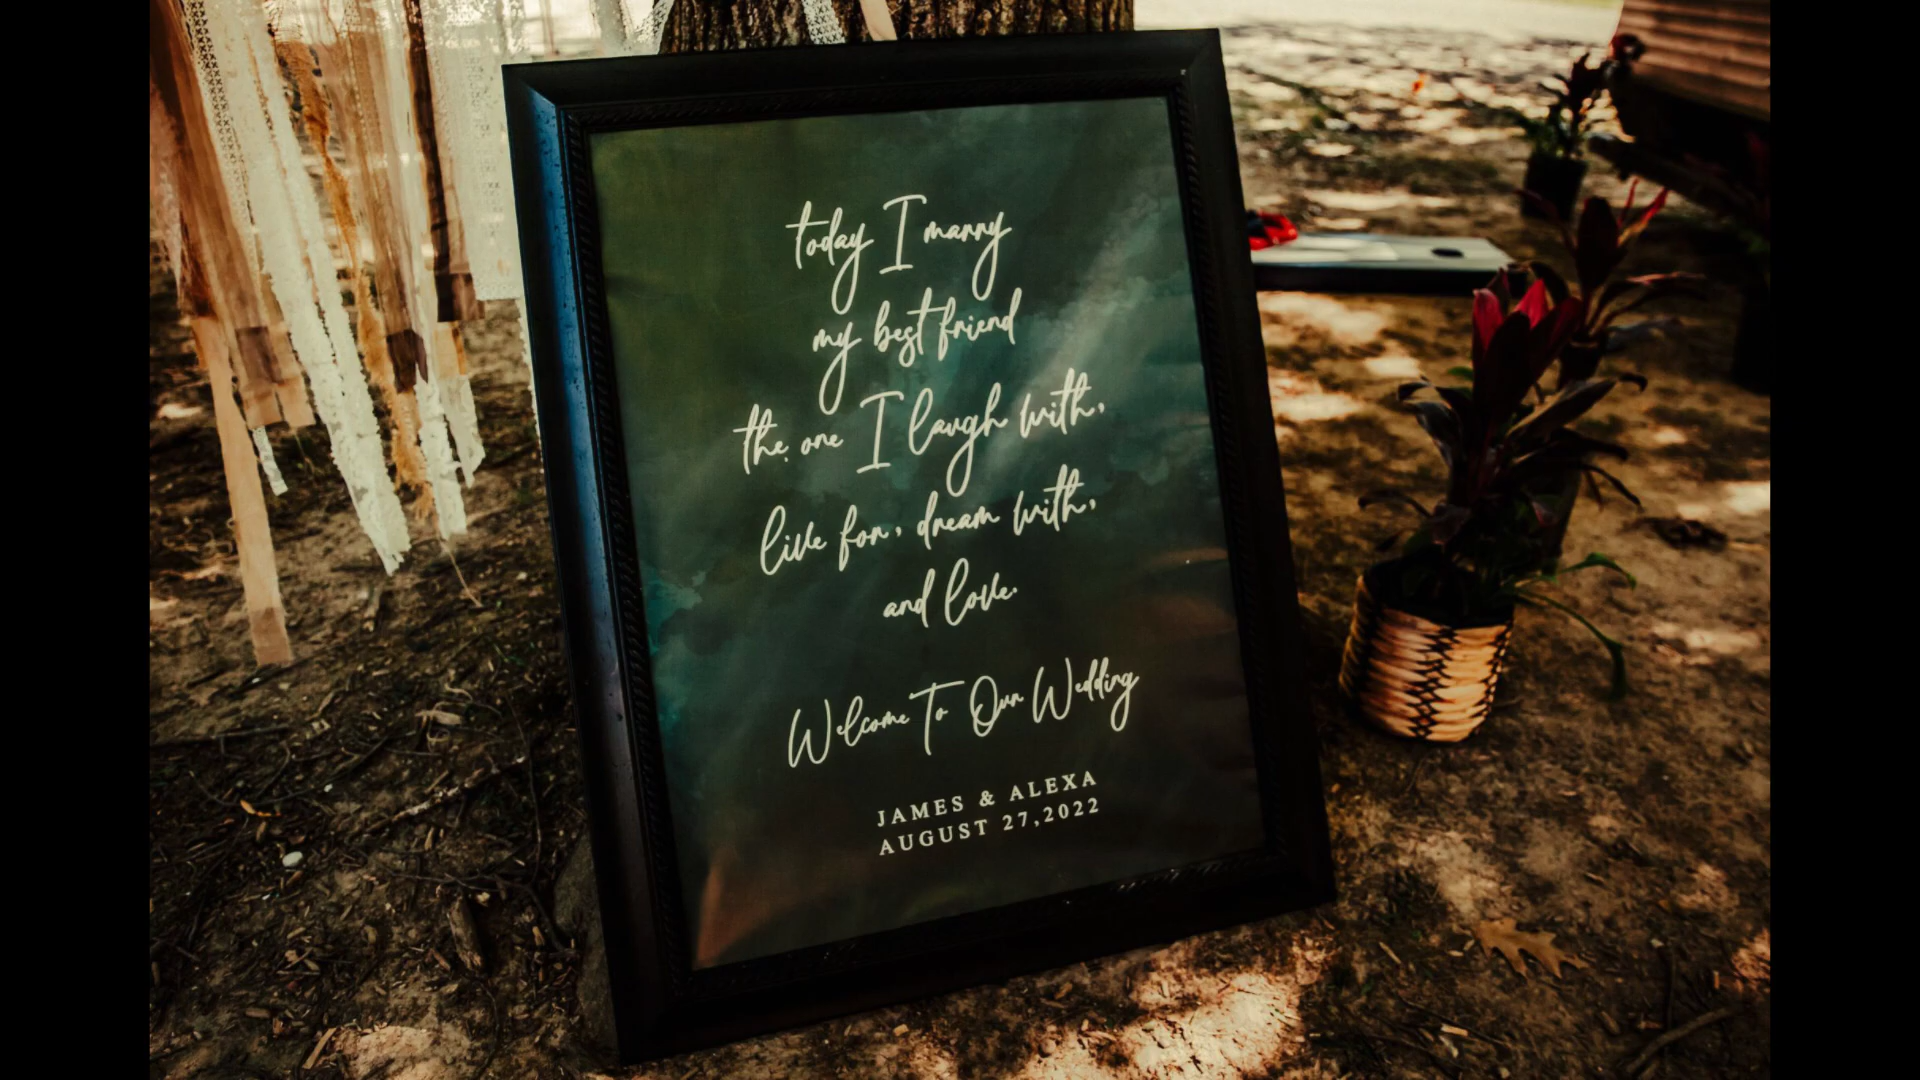 today I marry
my best friend
the one I laugh with,
live for, dream with,
and love.
Welcome To Our Wedding
JAMES & ALEXA
AUGUST 27,2022